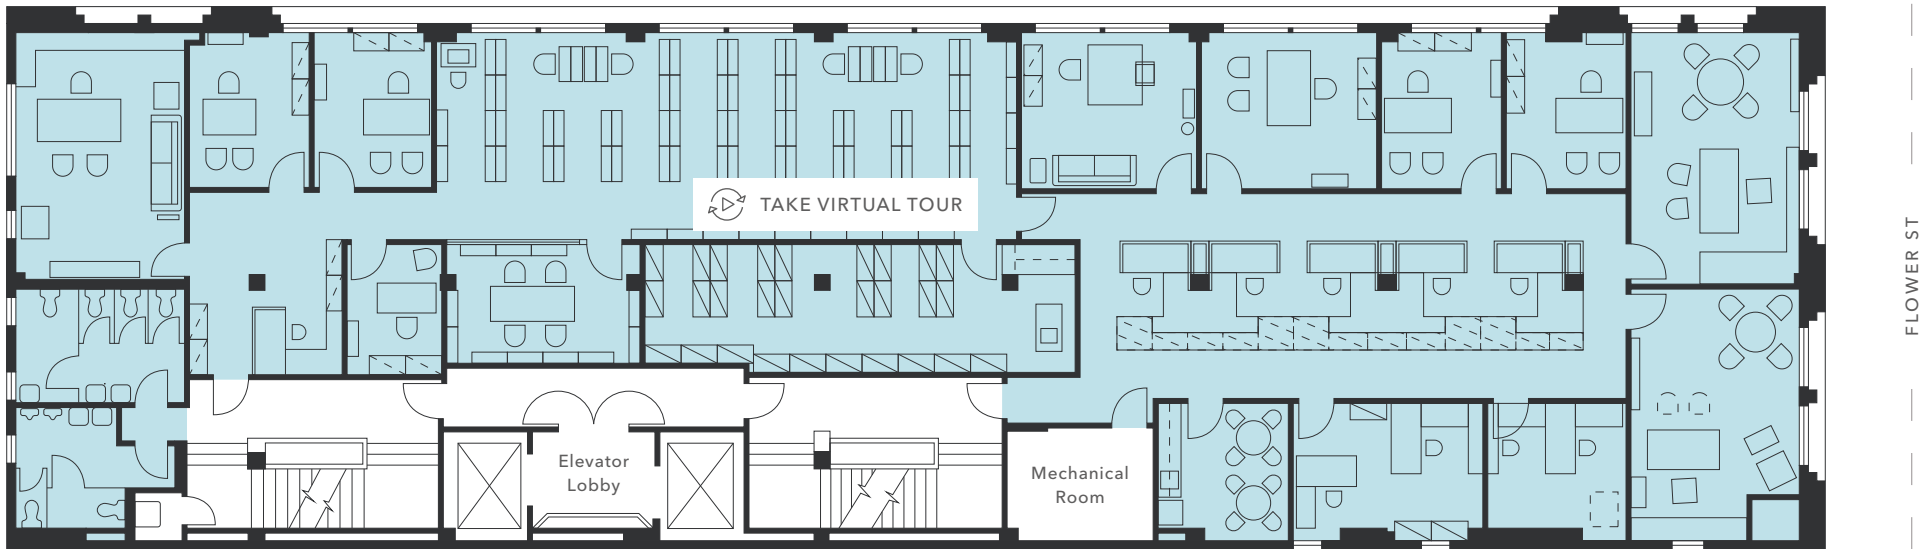 TAKE VIRTUAL TOUR
FLOWER ST
Elevator
Lobby
Mechanical
Room